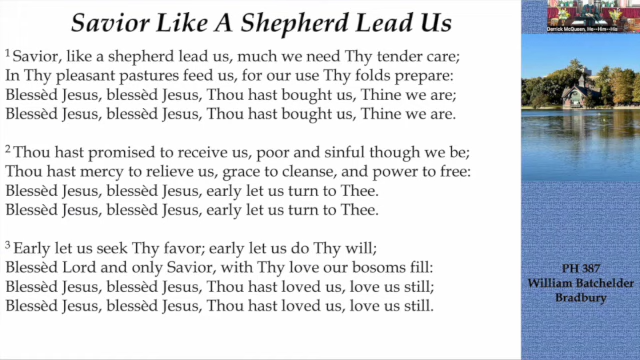 Savior Like A Shepherd Lead Us
1 Savior, like a shepherd lead us, much we need Thy tender care;
In Thy pleasant pastures feed us, for our use Thy folds prepare:
Blessèd Jesus, blessèd Jesus, Thou hast bought us, Thine we are;
Blessèd Jesus, blessèd Jesus, Thou hast bought us, Thine we are.
2 Thou hast promised to receive us, poor and sinful though we be;
Thou hast mercy to relieve us, grace to cleanse, and power to free:
Blessèd Jesus, blessèd Jesus, early let us turn to Thee.
Blessèd Jesus, blessèd Jesus, early let us turn to Thee.
3 Early let us seek Thy favor; early let us do Thy will;
Blessèd Lord and only Savior, with Thy love our bosoms fill:
Blessèd Jesus, blessèd Jesus, Thou hast loved us, love us still;
Blessèd Jesus, blessèd Jesus, Thou hast loved us, love us still.
Derrick McQueen, He~Him~His
PH 387
William Batchelder
Bradbury